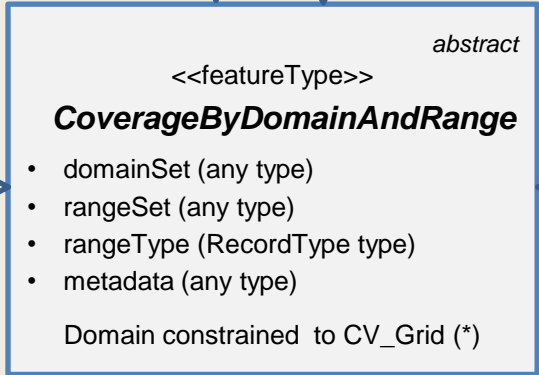 abstract
<<featureType>>
CoverageByDomainAndRange
• domainSet (any type)
• rangeSet (any type)
• rangeType (RecordType type)
• metadata (any type)
Domain constrained to CV_Grid (*)